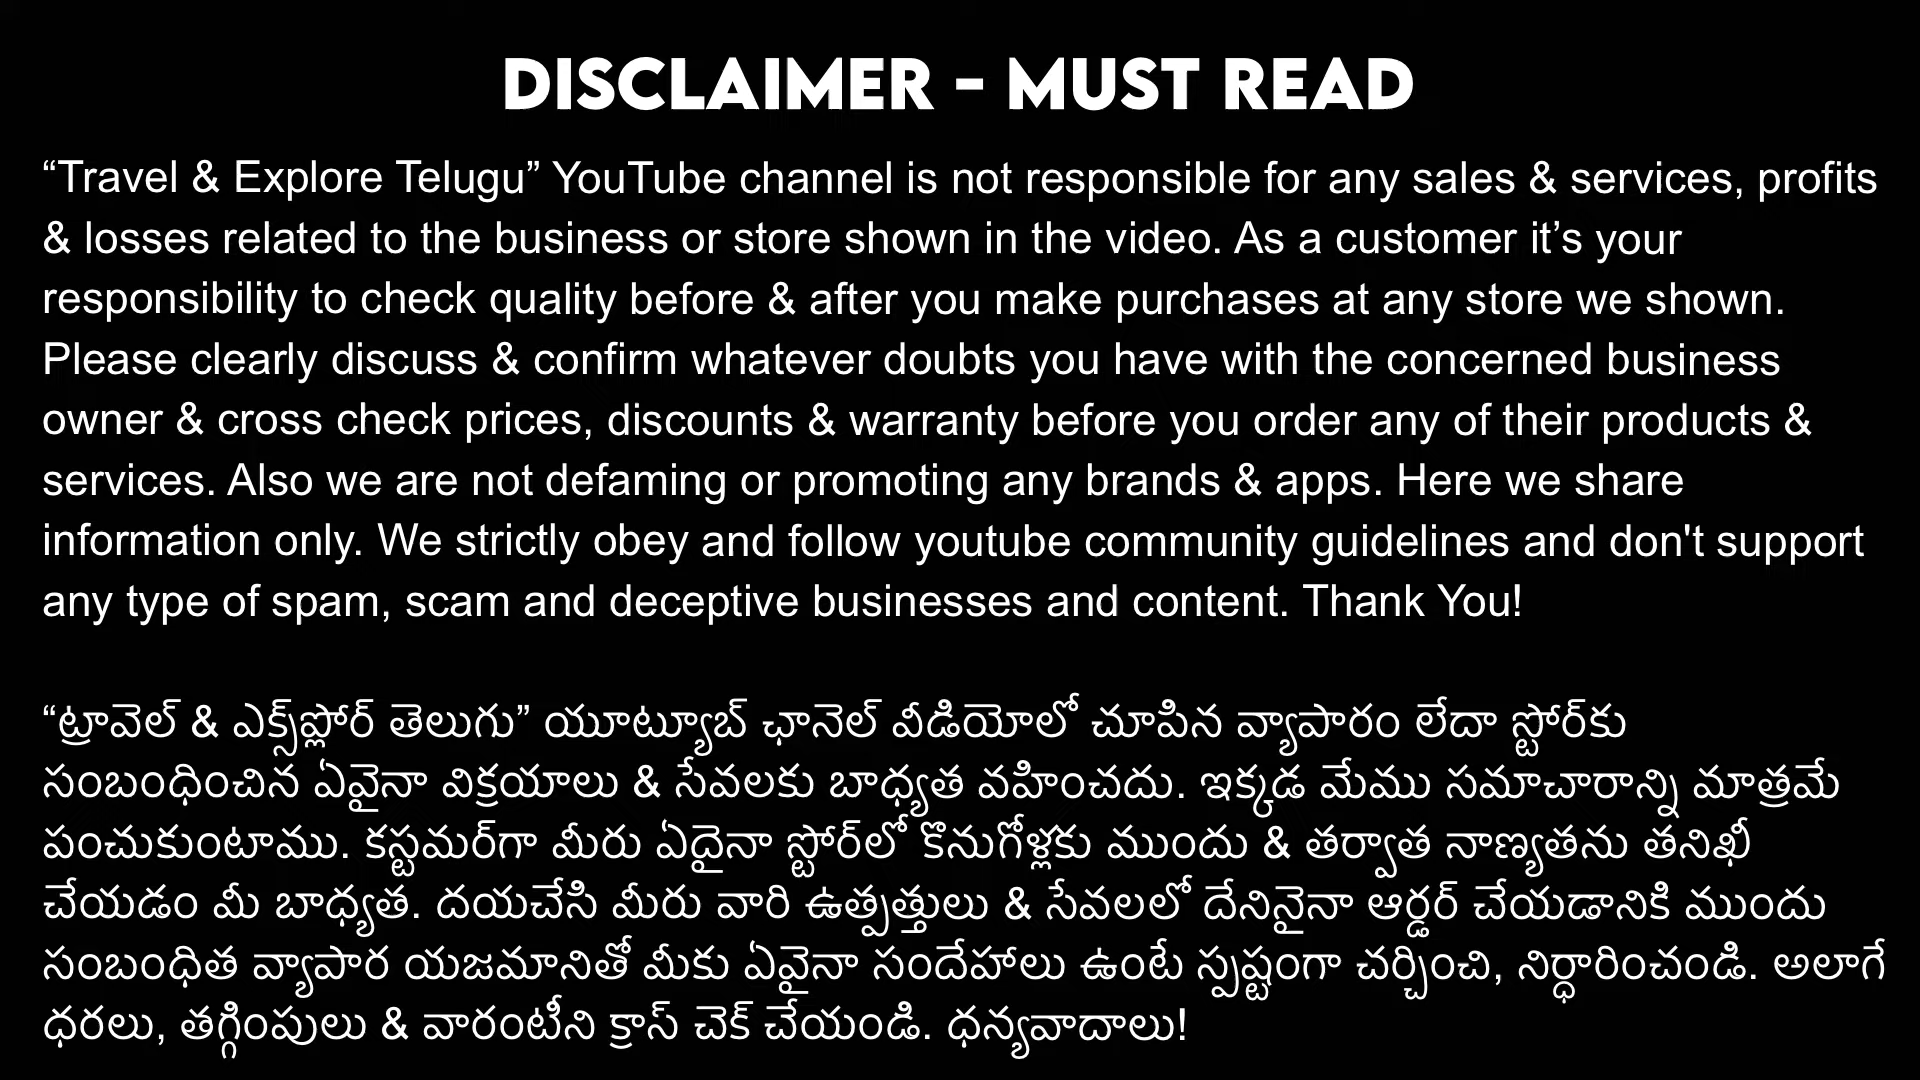 DISCLAIMER - MUST READ
“Travel & Explore Telugu” YouTube channel is not responsible for any sales & services, profits
& losses related to the business or store shown in the video. As a customer it’s your
responsibility to check quality before & after you make purchases at any store we shown.
Please clearly discuss & confirm whatever doubts you have with the concerned business
owner & cross check prices, discounts & warranty before you order any of their products &
services. Also we are not defaming or promoting any brands & apps. Here we share
information only. We strictly obey and follow youtube community guidelines and don't support
any type of spam, scam and deceptive businesses and content. Thank You!
“ట్రావెల్ & ఎక్స్‌ప్లోర్ తెలుగు” యూట్యూబ్ ఛానెల్ వీడియోలో చూపిన వ్యాపారం లేదా స్టోర్‌కు
సంబంధించిన ఏవైనా విక్రయాలు & సేవలకు బాధ్యత వహించదు. ఇక్కడ మేము సమాచారాన్ని మాత్రమే
పంచుకుంటాము. కస్టమర్‌గా మీరు ఏదైనా స్టోర్‌లో కొనుగోళ్లకు ముందు & తర్వాత నాణ్యతను తనిఖీ
చేయడం మీ బాధ్యత. దయచేసి మీరు వారి ఉత్పత్తులు & సేవలలో దేనినైనా ఆర్డర్ చేయడానికి ముందు
సంబంధిత వ్యాపార యజమానితో మీకు ఏవైనా సందేహాలు ఉంటే స్పష్టంగా చర్చించి, నిర్ధారించండి. అలాగే
ధరలు, తగ్గింపులు & వారంటీని క్రాస్ చెక్ చేయండి. ధన్యవాదాలు!